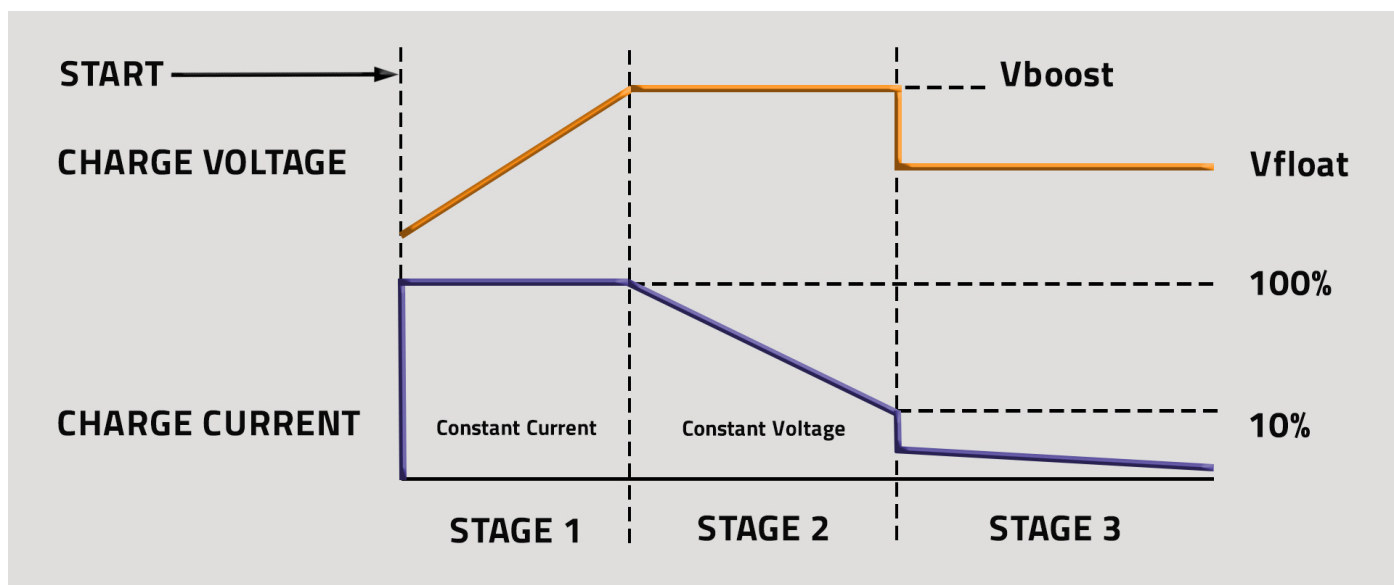 START
Vboost
CHARGE VOLTAGE
Vfloat
100%
CHARGE CURRENT
Constant Current
Constant Voltage
10%
STAGE 1
STAGE 2
STAGE 3